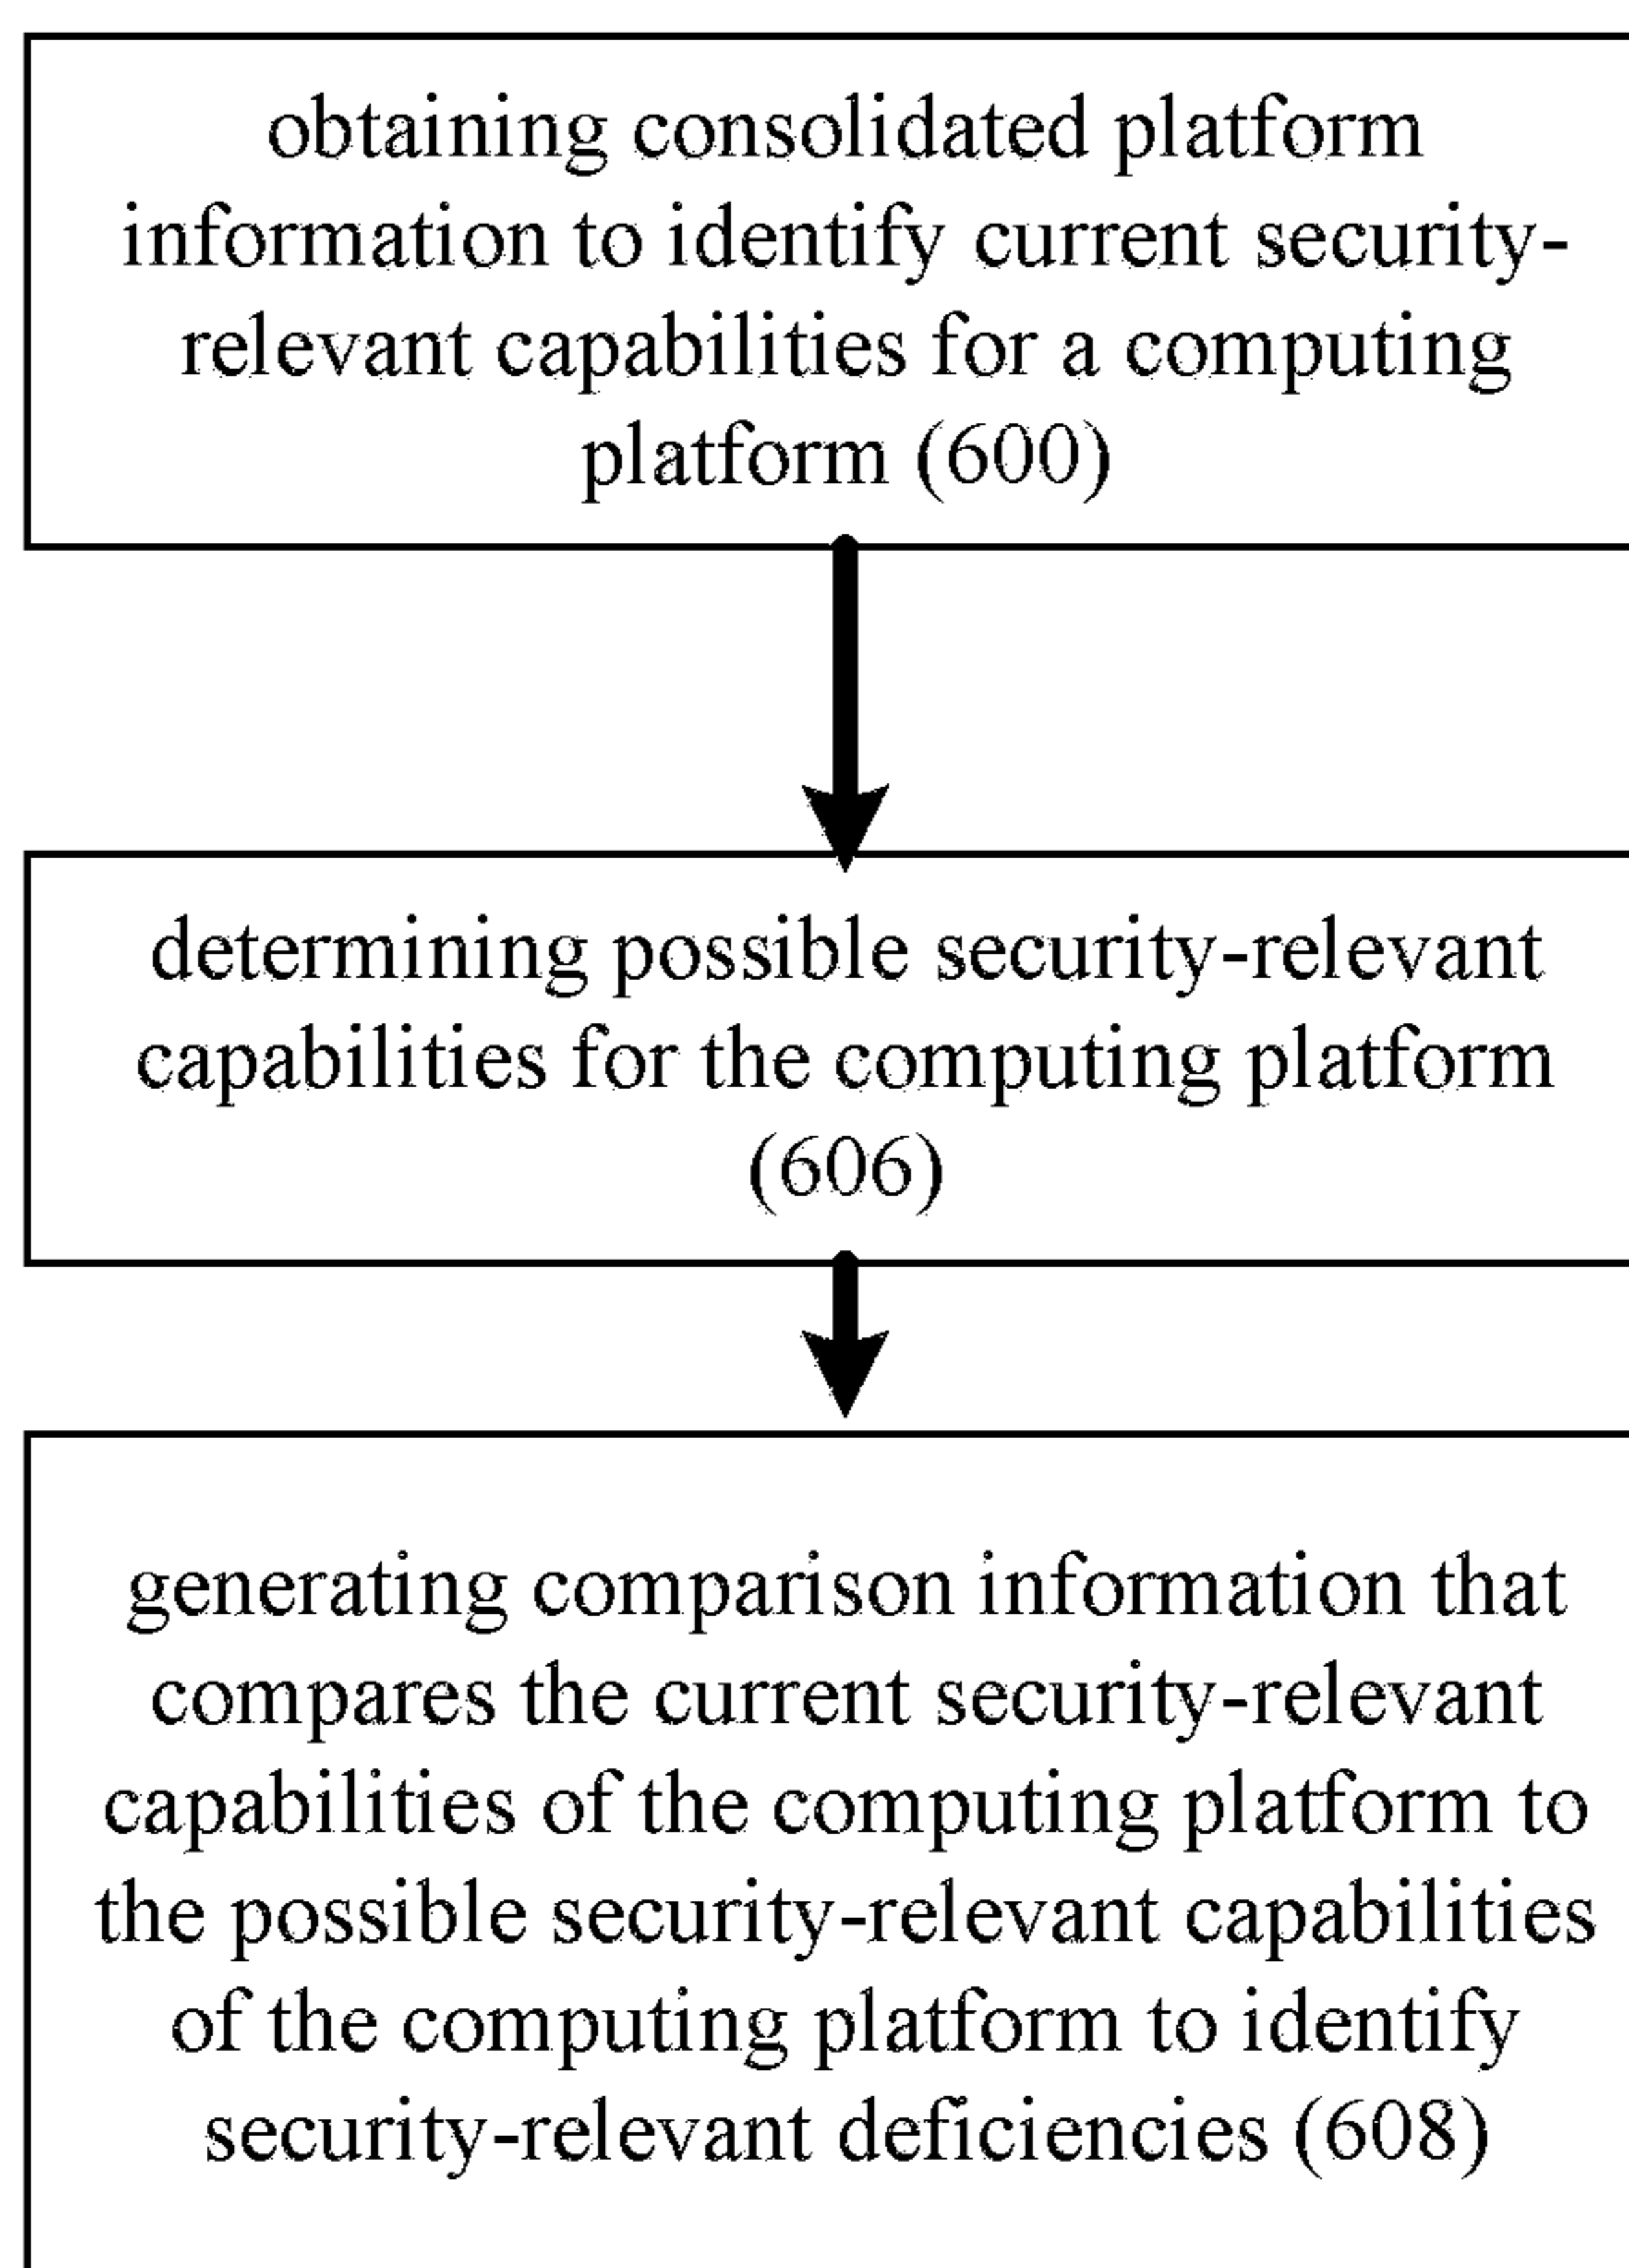 obtaining consolidated platform
information to identify current security-
relevant capabilities for a computing
platform (600)
determining possible security-relevant
capabilities for the computing platform
(606)
generating comparison information that
compares the current security-relevant
capabilities of the computing platform to
the possible security-relevant capabilities
of the computing platform to identify
security-relevant deficiencies (608)